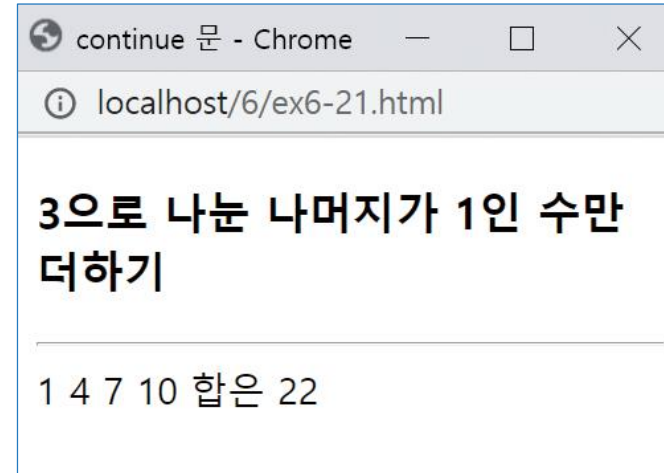 continue 문 - Chrome
localhost/6/ex6-21.html
3으로 나눈 나머지가 1인 수만
더하기
1 4 7 10 합은 22